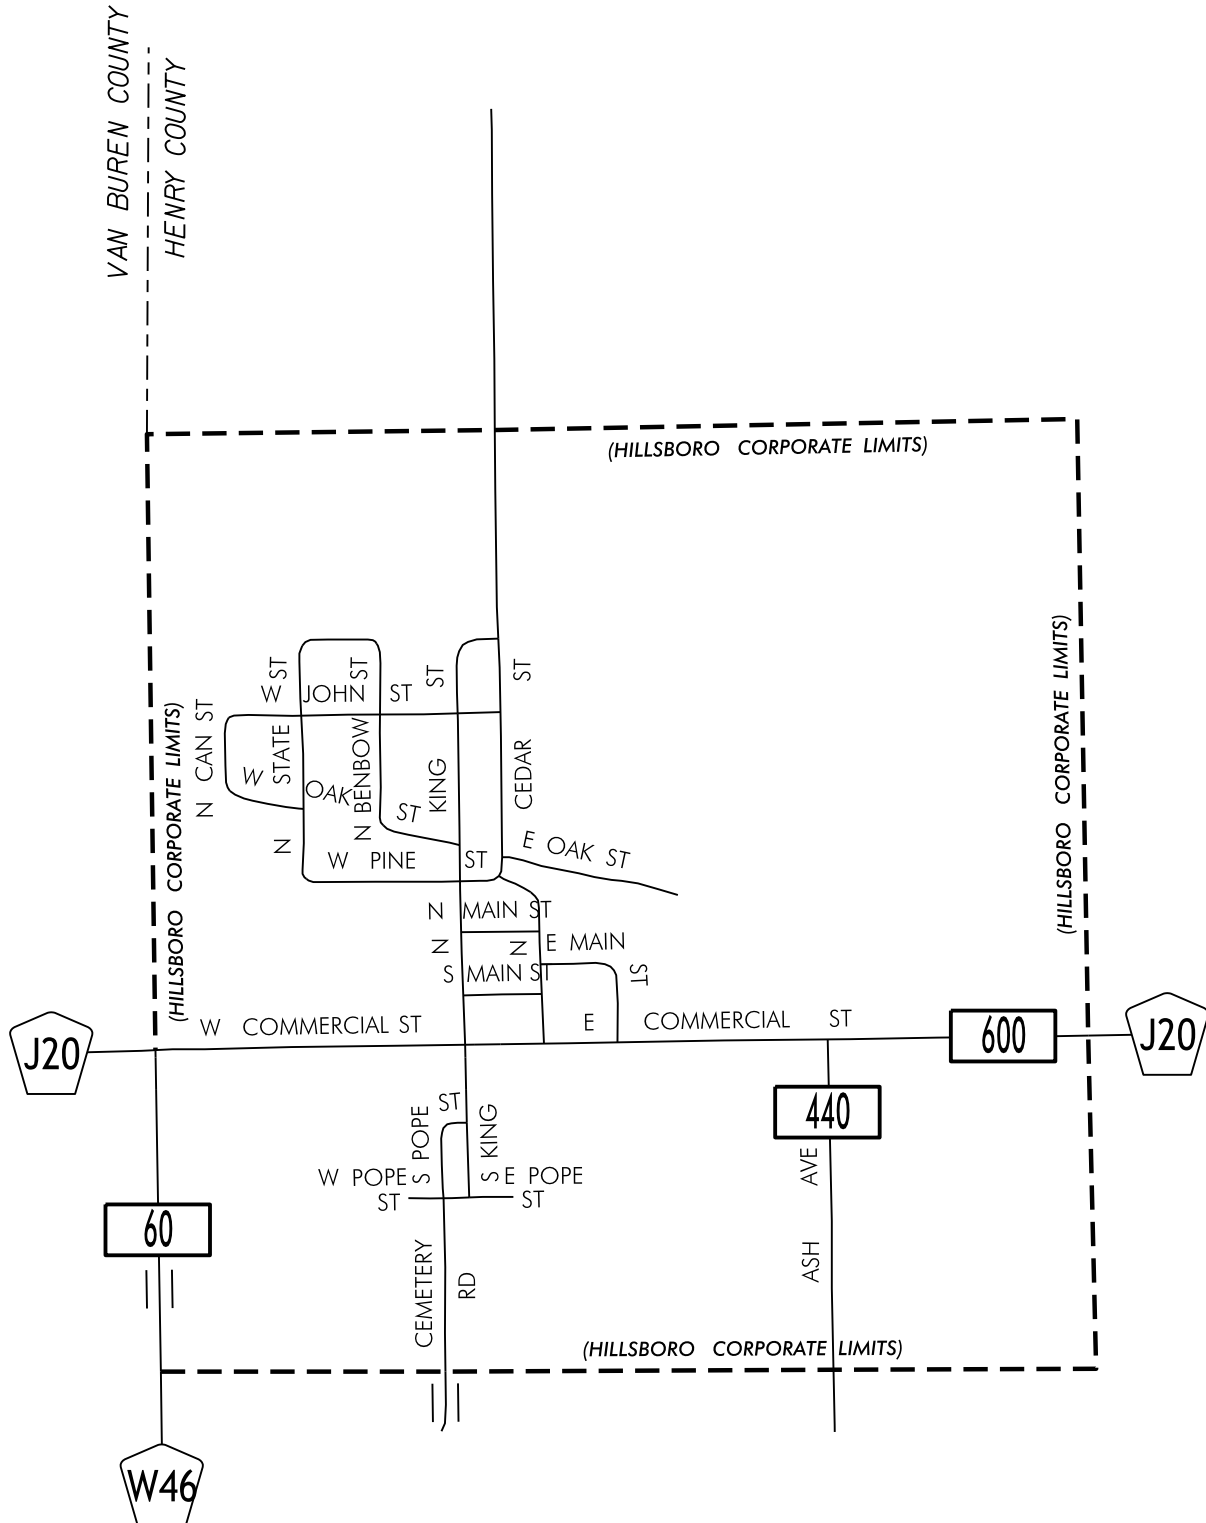 VAN BUREN COUNTY
HENRY COUNTY
(HILLSBORO CORPORATE LIMITS)
(HILLSBORO CORPORATE LIMITS)
(HILLSBORO CORPORATE LIMITS)
N CAN ST
N STATE ST
N BENBOW ST
N KING ST
N CEDAR ST
W JOHN ST
W OAK ST
E OAK ST
W PINE ST
N MAIN ST
E MAIN ST
S MAIN ST
W COMMERCIAL ST
E COMMERCIAL ST
J20
600
J20
440
S POPE ST
S KING
W POPE ST
E POPE ST
ASH AVE
60
CEMETERY RD
(HILLSBORO CORPORATE LIMITS)
W46